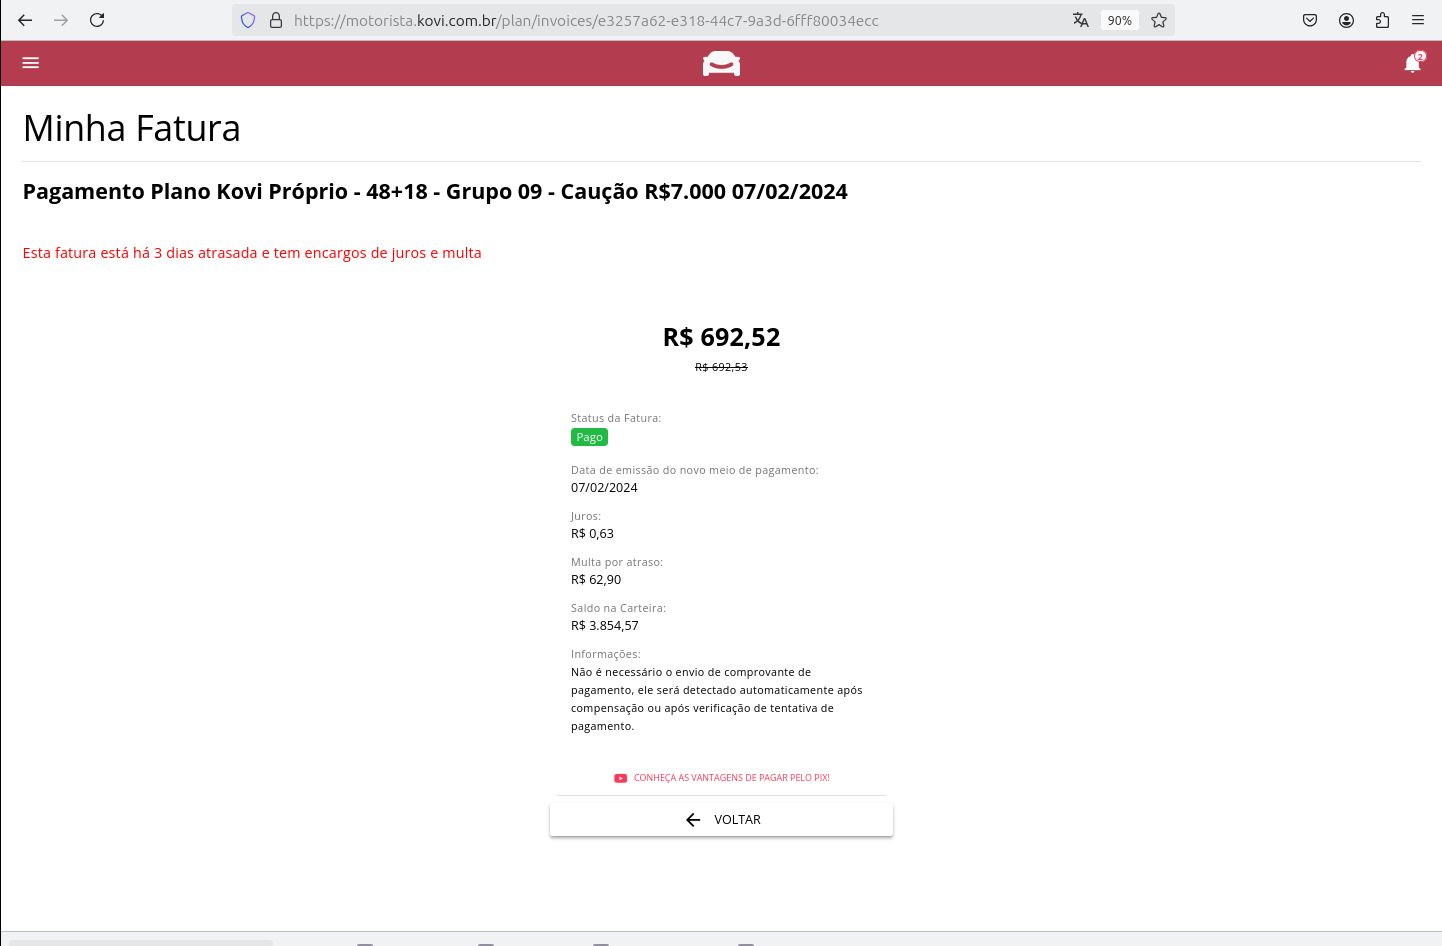 https://motorista.kovi.com.br/plan/invoices/e3257a62-e318-44c7-9a3d-6fff80034ecc
90%
2
Minha Fatura
Pagamento Plano Kovi Próprio - 48+18 - Grupo 09 - Caução R$7.000 07/02/2024
Esta fatura está há 3 dias atrasada e tem encargos de juros e multa
R$ 692,52
R$ 692,53
Status da Fatura:
Pago
Data de emissão do novo meio de pagamento:
07/02/2024
Juros:
R$ 0,63
Multa por atraso:
R$ 62,90
Saldo na Carteira:
R$ 3.854,57
Informações:
Não é necessário o envio de comprovante de
pagamento, ele será detectado automaticamente após
compensação ou após verificação de tentativa de
pagamento.
CONHEÇA AS VANTAGENS DE PAGAR PELO PIX!
VOLTAR